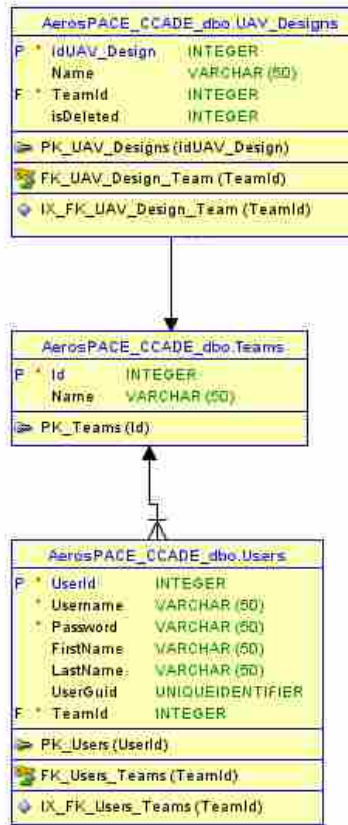 AerosPACE_CCADE_dbo.UAV_Designs
P * idUAV_Design INTEGER
Name VARCHAR (50)
F * TeamId INTEGER
isDeleted INTEGER
PK_UAV_Designs (idUAV_Design)
FK_UAV_Design_Team (TeamId)
IX_FK_UAV_Design_Team (TeamId)
AerosPACE_CCADE_dbo.Teams
P * Id INTEGER
Name VARCHAR (50)
PK_Teams (Id)
AerosPACE_CCADE_dbo.Users
P * UserId INTEGER
* Username VARCHAR (50)
* Password VARCHAR (50)
FirstName VARCHAR (50)
LastName VARCHAR (50)
UserGuid UNIQUEIDENTIFIER
F * TeamId INTEGER
PK_Users (UserId)
FK_Users_Teams (TeamId)
IX_FK_Users_Teams (TeamId)